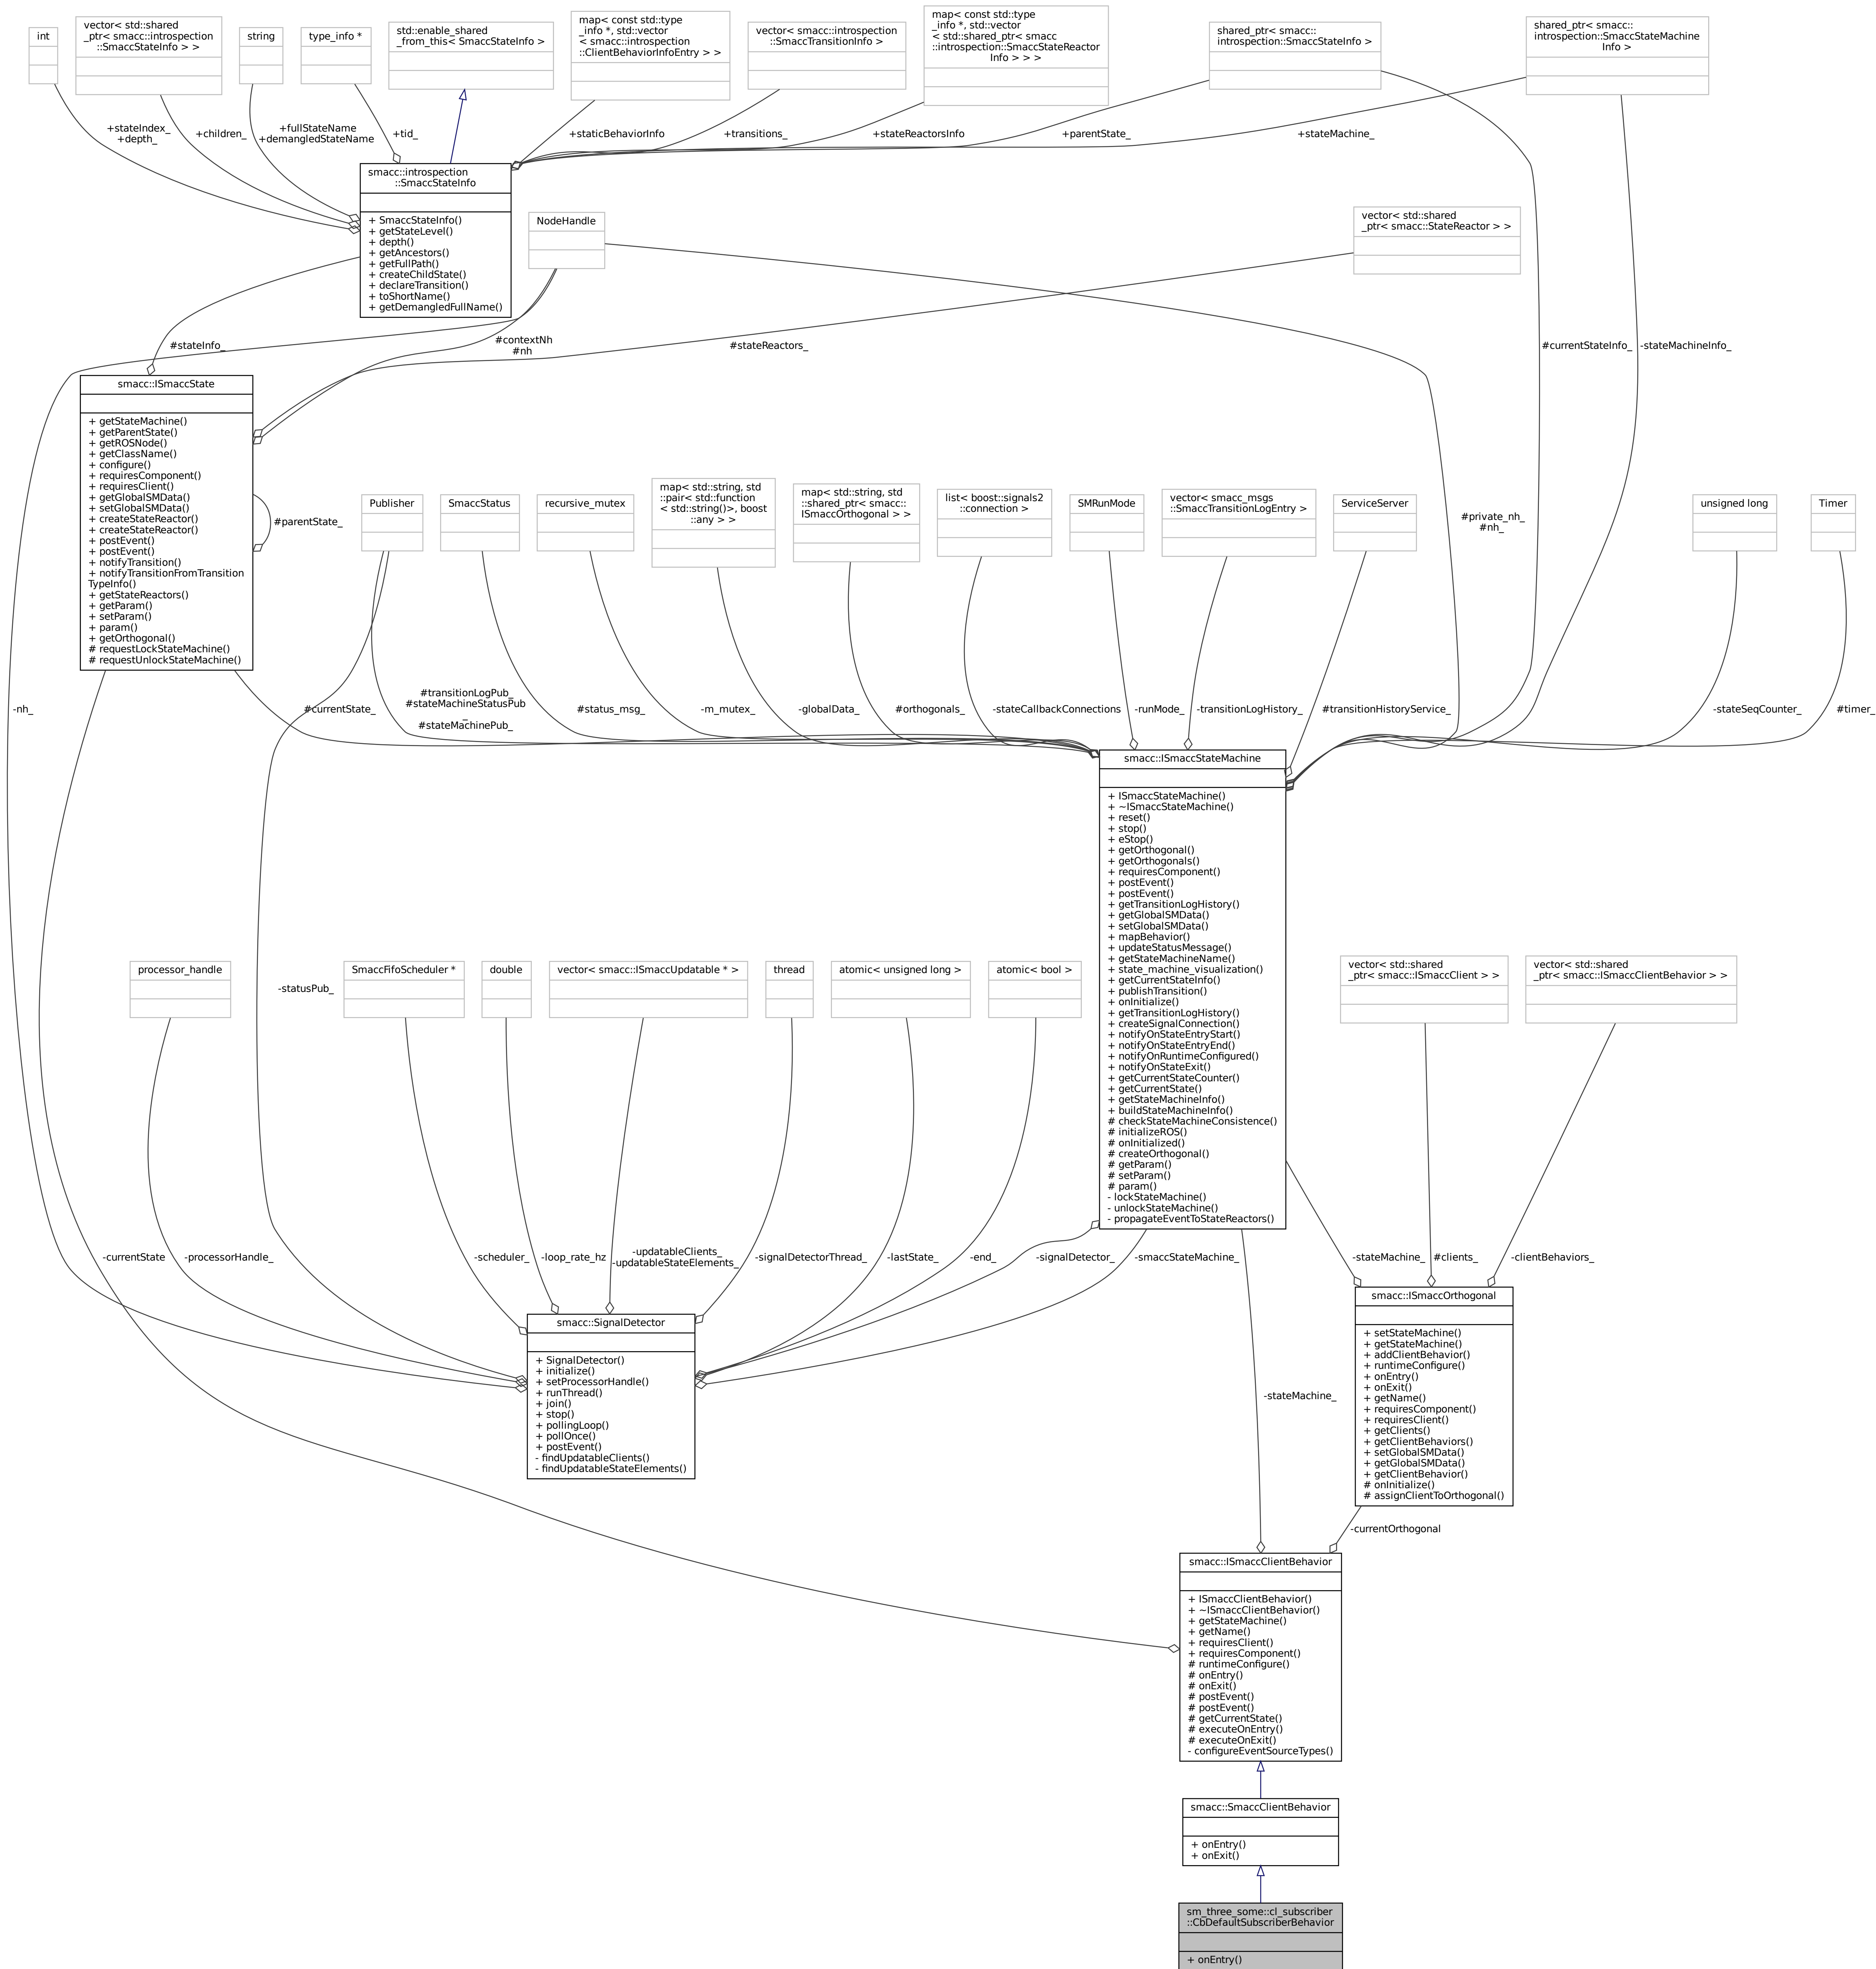 int
vector< std::shared
_ptr< smacc::introspection
::SmaccStateInfo > >
string
type_info *
std::enable_shared
_from_this< SmaccStateInfo >
map< const std::type
_info *, std::vector
< smacc::introspection
::ClientBehaviorInfoEntry > >
vector< smacc::introspection
::SmaccTransitionInfo >
map< const std::type
_info *, std::vector
< std::shared_ptr< smacc
::introspection::SmaccStateReactor
Info > > >
shared_ptr< smacc::
introspection::SmaccStateInfo >
shared_ptr< smacc::
introspection::SmaccStateMachine
Info >
+stateIndex_
+depth_
+children_
+fullStateName
+demangledStateName
+tid_
+staticBehaviorInfo
+transitions_
+stateReactorsInfo
+parentState_
+stateMachine_
smacc::introspection
::SmaccStateInfo
+ SmaccStateInfo()
+ getStateLevel()
+ depth()
+ getAncestors()
+ getFullPath()
+ createChildState()
+ declareTransition()
+ toShortName()
+ getDemangledFullName()
NodeHandle
vector< std::shared
_ptr< smacc::StateReactor > >
#stateInfo_
#contextNh
#nh
#stateReactors_
#currentStateInfo_
-stateMachineInfo_
smacc::ISmaccState
+ getStateMachine()
+ getParentState()
+ getROSNode()
+ getClassName()
+ configure()
+ requiresComponent()
+ requiresClient()
+ getGlobalSMData()
+ setGlobalSMData()
+ createStateReactor()
+ createStateReactor()
+ postEvent()
+ postEvent()
+ notifyTransition()
+ notifyTransitionFromTransition
TypeInfo()
+ getStateReactors()
+ getParam()
+ setParam()
+ param()
+ getOrthogonal()
# requestLockStateMachine()
# requestUnlockStateMachine()
#parentState_
Publisher
SmaccStatus
recursive_mutex
map< std::string, std
::pair< std::function
< std::string()>, boost
::any > >
map< std::string, std
::shared_ptr< smacc::
ISmaccOrthogonal > >
list< boost::signals2
::connection >
SMRunMode
vector< smacc_msgs
::SmaccTransitionLogEntry >
ServiceServer
#private_nh_
#nh_
unsigned long
Timer
-nh_
#currentState_
#transitionLogPub_
#stateMachineStatusPub
_
#stateMachinePub_
#status_msg_
-m_mutex_
-globalData_
#orthogonals_
-stateCallbackConnections
-runMode_
-transitionLogHistory_
#transitionHistoryService_
-stateSeqCounter_
#timer_
smacc::ISmaccStateMachine
+ ISmaccStateMachine()
+ ~ISmaccStateMachine()
+ reset()
+ stop()
+ eStop()
+ getOrthogonal()
+ getOrthogonals()
+ requiresComponent()
+ postEvent()
+ postEvent()
+ getTransitionLogHistory()
+ getGlobalSMData()
+ setGlobalSMData()
+ mapBehavior()
+ updateStatusMessage()
+ getStateMachineName()
+ state_machine_visualization()
+ getCurrentStateInfo()
+ publishTransition()
+ onInitialize()
+ getTransitionLogHistory()
+ createSignalConnection()
+ notifyOnStateEntryStart()
+ notifyOnStateEntryEnd()
+ notifyOnRuntimeConfigured()
+ notifyOnStateExit()
+ getCurrentStateCounter()
+ getCurrentState()
+ getStateMachineInfo()
+ buildStateMachineInfo()
# checkStateMachineConsistence()
# initializeROS()
# onInitialized()
# createOrthogonal()
# getParam()
# setParam()
# param()
- lockStateMachine()
- unlockStateMachine()
- propagateEventToStateReactors()
processor_handle
-statusPub_
SmaccFifoScheduler *
double
vector< smacc::ISmaccUpdatable * >
thread
atomic< unsigned long >
atomic< bool >
vector< std::shared
_ptr< smacc::ISmaccClient > >
vector< std::shared
_ptr< smacc::ISmaccClientBehavior > >
-currentState
-processorHandle_
-scheduler_
-loop_rate_hz
-updatableClients_
-updatableStateElements_
-signalDetectorThread_
-lastState_
-end_
-signalDetector_
-smaccStateMachine_
-stateMachine_
#clients_
-clientBehaviors_
smacc::SignalDetector
+ SignalDetector()
+ initialize()
+ setProcessorHandle()
+ runThread()
+ join()
+ stop()
+ pollingLoop()
+ pollOnce()
+ postEvent()
- findUpdatableClients()
- findUpdatableStateElements()
smacc::ISmaccOrthogonal
+ setStateMachine()
+ getStateMachine()
+ addClientBehavior()
+ runtimeConfigure()
+ onEntry()
+ onExit()
+ getName()
+ requiresComponent()
+ requiresClient()
+ getClients()
+ getClientBehaviors()
+ setGlobalSMData()
+ getGlobalSMData()
+ getClientBehavior()
# onInitialize()
# assignClientToOrthogonal()
-stateMachine_
-currentOrthogonal
smacc::ISmaccClientBehavior
+ ISmaccClientBehavior()
+ ~ISmaccClientBehavior()
+ getStateMachine()
+ getName()
+ requiresClient()
+ requiresComponent()
# runtimeConfigure()
# onEntry()
# onExit()
# postEvent()
# postEvent()
# getCurrentState()
# executeOnEntry()
# executeOnExit()
- configureEventSourceTypes()
smacc::SmaccClientBehavior
+ onEntry()
+ onExit()
sm_three_some::cl_subscriber
::CbDefaultSubscriberBehavior
+ onEntry()